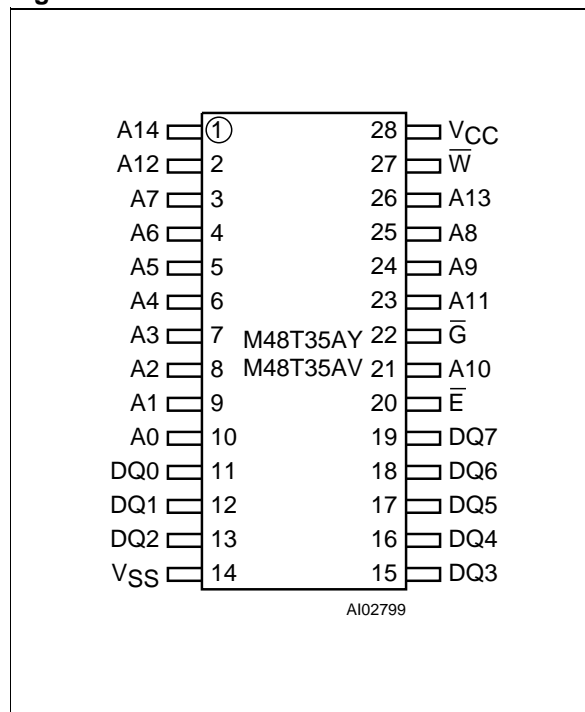 A14 1 28 VCC
A12 2 27 W̅
A7 3 26 A13
A6 4 25 A8
A5 5 24 A9
A4 6 23 A11
A3 7 M48T35AY 22 G̅
A2 8 M48T35AV 21 A10
A1 9 20 E̅
A0 10 19 DQ7
DQ0 11 18 DQ6
DQ1 12 17 DQ5
DQ2 13 16 DQ4
VSS 14 15 DQ3
AI02799